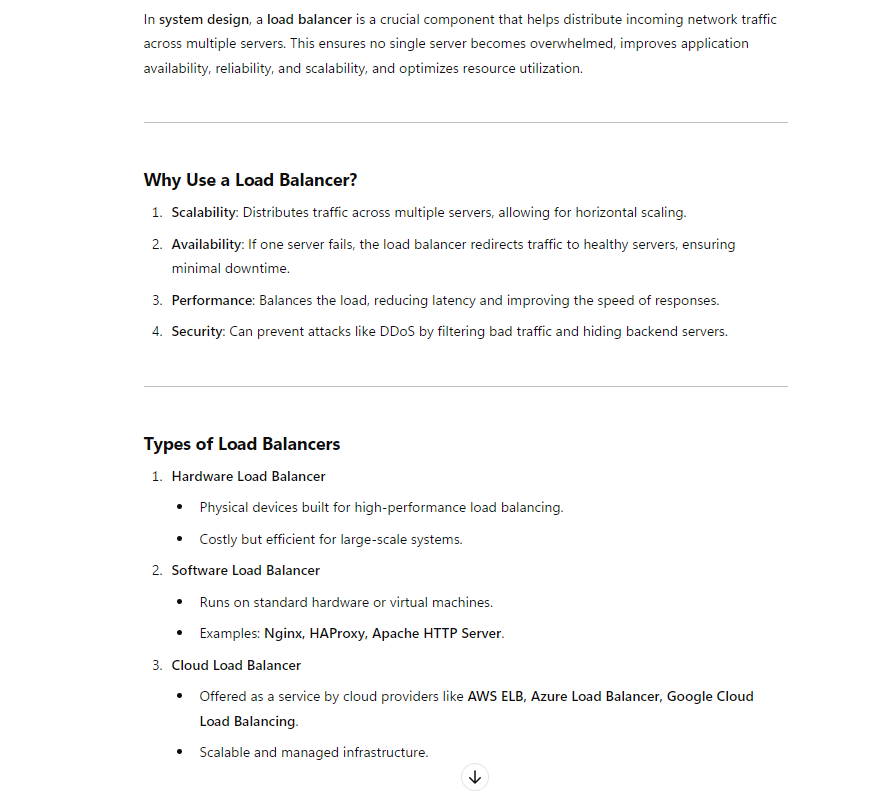 In system design, a load balancer is a crucial component that helps distribute incoming network traffic
across multiple servers. This ensures no single server becomes overwhelmed, improves application
availability, reliability, and scalability, and optimizes resource utilization.
Why Use a Load Balancer?
1. Scalability: Distributes traffic across multiple servers, allowing for horizontal scaling.
2. Availability: If one server fails, the load balancer redirects traffic to healthy servers, ensuring
minimal downtime.
3. Performance: Balances the load, reducing latency and improving the speed of responses.
4. Security: Can prevent attacks like DDoS by filtering bad traffic and hiding backend servers.
Types of Load Balancers
1. Hardware Load Balancer
• Physical devices built for high-performance load balancing.
• Costly but efficient for large-scale systems.
2. Software Load Balancer
• Runs on standard hardware or virtual machines.
• Examples: Nginx, HAProxy, Apache HTTP Server.
3. Cloud Load Balancer
• Offered as a service by cloud providers like AWS ELB, Azure Load Balancer, Google Cloud
Load Balancing.
• Scalable and managed infrastructure.